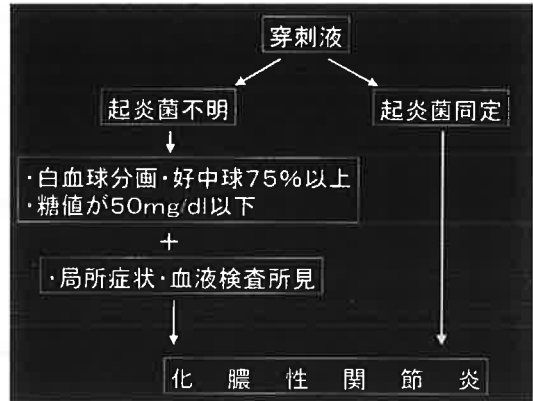 穿刺液
起炎菌不明
起炎菌同定
・白血球分画・好中球75%以上
・糖値が50mg/dl以下
+
・局所症状・血液検査所見
化膿性関節炎